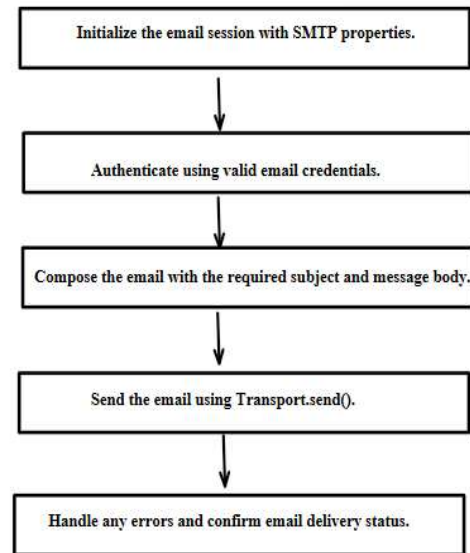 Initialize the email session with SMTP properties.
Authenticate using valid email credentials.
Compose the email with the required subject and message body.
Send the email using Transport.send().
Handle any errors and confirm email delivery status.